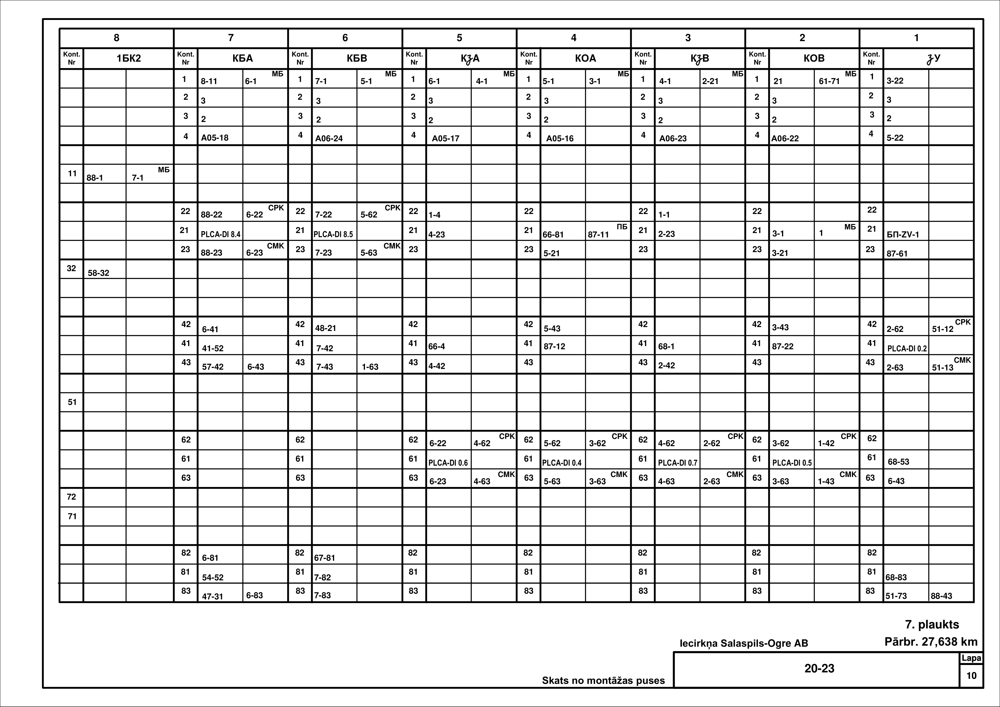 8 7 6 5 4 3 2 1
Kont. Nr 1БК2 Kont. Nr КБА Kont. Nr КБВ Kont. Nr КзА Kont. Nr КОА Kont. Nr КзВ Kont. Nr КОВ Kont. Nr зУ
1 8-11 6-1 МБ 1 7-1 5-1 МБ 1 6-1 4-1 МБ 1 5-1 3-1 МБ 1 4-1 2-21 МБ 1 21 61-71 МБ 1 3-22
2 3 2 3 2 3 2 3 2 3 2 3 2 3
3 2 3 2 3 2 3 2 3 2 3 2 3 2
4 A05-18 4 A06-24 4 A05-17 4 A05-16 4 A06-23 4 A06-22 4 5-22
11 88-1 7-1 МБ
22 88-22 6-22 СРК 22 7-22 5-62 СРК 22 1-4 22 22 1-1 22 22
21 PLCA-DI 8.4 21 PLCA-DI 8.5 21 4-23 21 66-81 87-11 ПБ 21 2-23 21 3-1 1 МБ 21 БП-ZV-1
23 88-23 6-23 СМК 23 7-23 5-63 СМК 23 23 5-21 23 23 3-21 23 87-61
32 58-32
42 6-41 42 48-21 42 42 5-43 42 42 3-43 42 2-62 51-12 СРК
41 41-52 41 7-42 41 66-4 41 87-12 41 68-1 41 87-22 41 PLCA-DI 0.2
43 57-42 6-43 43 7-43 1-63 43 4-42 43 43 2-42 43 43 2-63 51-13 СМК
51
62 62 62 6-22 4-62 СРК 62 5-62 3-62 СРК 62 4-62 2-62 СРК 62 3-62 1-42 СРК 62
61 61 61 PLCA-DI 0.6 61 PLCA-DI 0.4 61 PLCA-DI 0.7 61 PLCA-DI 0.5 61 68-53
63 63 63 6-23 4-63 СМК 63 5-63 3-63 СМК 63 4-63 2-63 СМК 63 3-63 1-43 СМК 63 6-43
72
71
82 6-81 82 67-81 82 82 82 82 82
81 54-52 81 7-82 81 81 81 81 81 68-83
83 47-31 6-83 83 7-83 83 83 83 83 83 51-73 88-43
7. plaukts
Iecirkņa Salaspils-Ogre AB Pārbr. 27,638 km
Lapa
20-23
Skats no montāžas puses 10